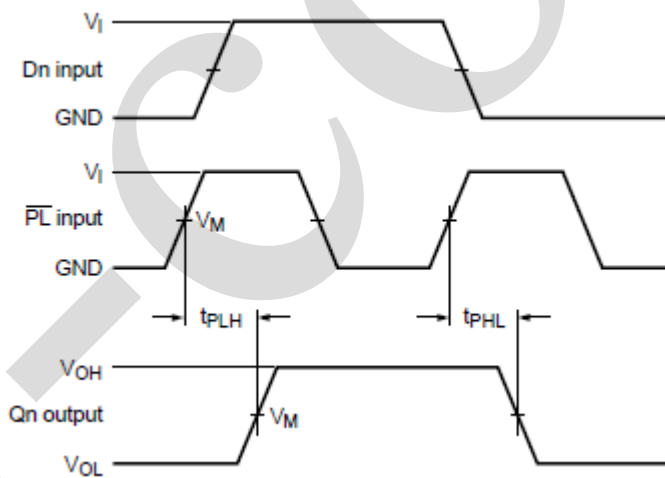 VI
Dn input
GND
VI
PL input
VM
GND
tPLH
tPHL
VOH
Qn output
VM
VOL